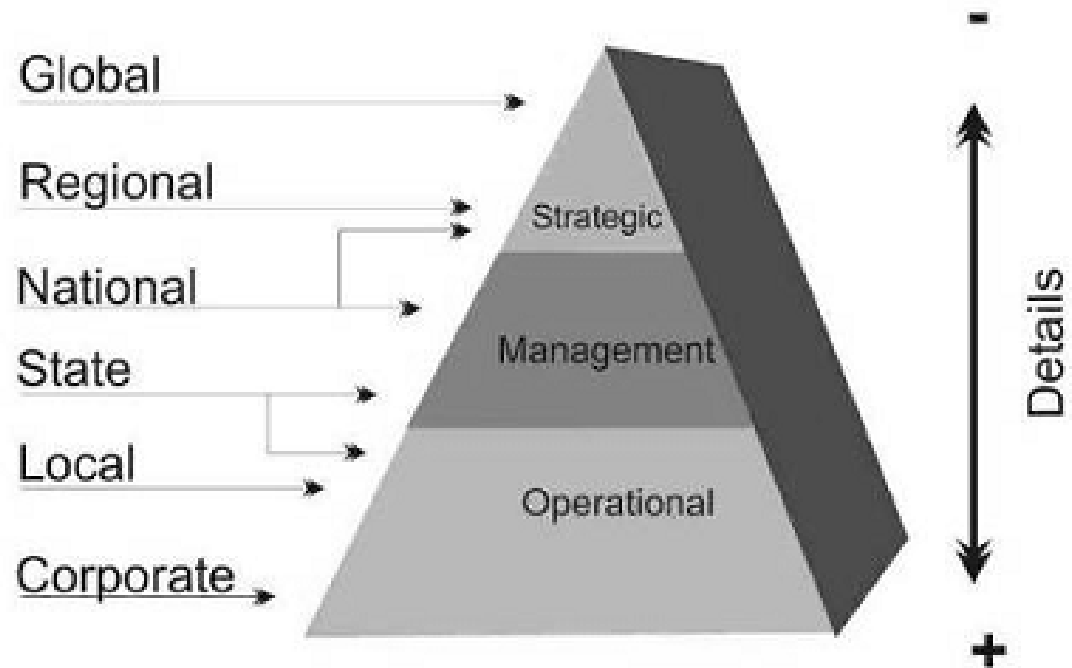 -
Global
Regional
Strategic
National
Management
State
Local
Operational
Corporate
Details
+